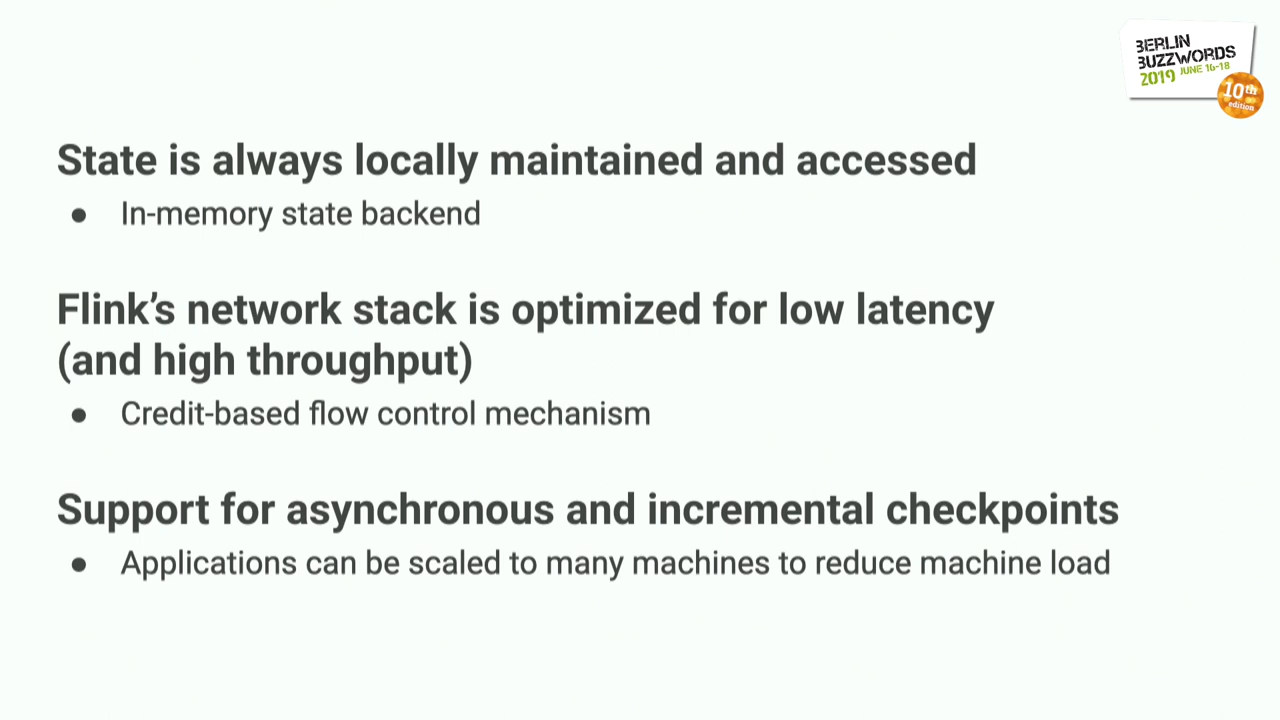 BERLIN
BUZZWORDS
2019 JUNE 16-18
10th
edition
State is always locally maintained and accessed
● In-memory state backend
Flink’s network stack is optimized for low latency
(and high throughput)
● Credit-based flow control mechanism
Support for asynchronous and incremental checkpoints
● Applications can be scaled to many machines to reduce machine load